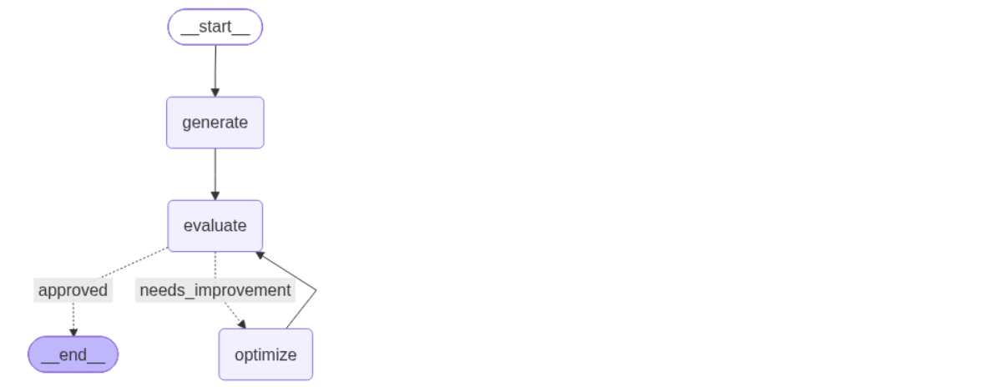 __start__
generate
evaluate
approved
needs_improvement
__end__
optimize